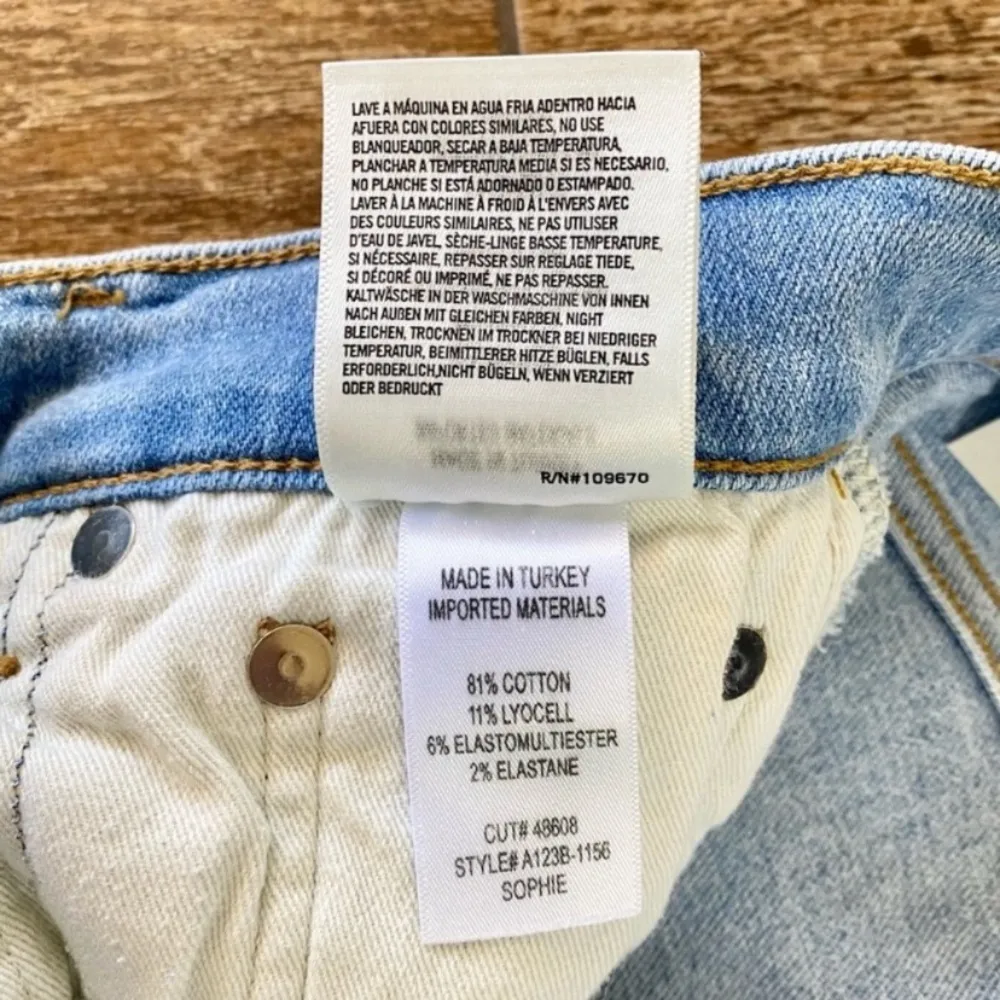 LAVE A MÁQUINA EN AGUA FRIA ADENTRO HACIA
AFUERA CON COLORES SIMILARES, NO USE
BLANQUEADOR, SECAR A BAJA TEMPERATURA,
PLANCHAR A TEMPERATURA MEDIA SI ES NECESARIO,
NO PLANCHE SI ESTÁ ADORNADO O ESTAMPADO.
LAVER À LA MACHINE À FROID À L'ENVERS AVEC
DES COULEURS SIMILAIRES, NE PAS UTILISER
D'EAU DE JAVEL, SÈCHE-LINGE BASSE TEMPERATURE,
SI NÉCESSAIRE, REPASSER SUR REGLAGE TIEDE,
SI DÉCORÉ OU IMPRIMÉ, NE PAS REPASSER.
KALTWÄSCHE IN DER WASCHMASCHINE VON INNEN
NACH AUßEN MIT GLEICHEN FARBEN, NIGHT
BLEICHEN, TROCKNEN IM TROCKNER BEI NIEDRIGER
TEMPERATUR, BEIMITTLERER HITZE BÜGLEN, FALLS
ERFORDERLICH,NICHT BÜGELN, WENN VERZIERT
ODER BEDRUCKT
R/N#109670
MADE IN TURKEY
IMPORTED MATERIALS
81% COTTON
11% LYOCELL
6% ELASTOMULTIESTER
2% ELASTANE
CUT# 48608
STYLE# A123B-1156
SOPHIE